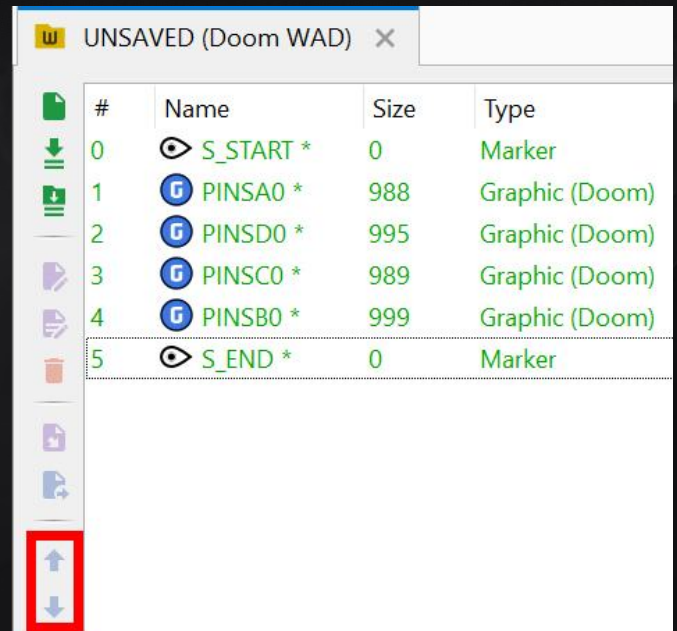 UNSAVED (Doom WAD)
# Name Size Type
0 S_START * 0 Marker
1 PINSA0 * 988 Graphic (Doom)
2 PINSD0 * 995 Graphic (Doom)
3 PINSC0 * 989 Graphic (Doom)
4 PINSB0 * 999 Graphic (Doom)
5 S_END * 0 Marker